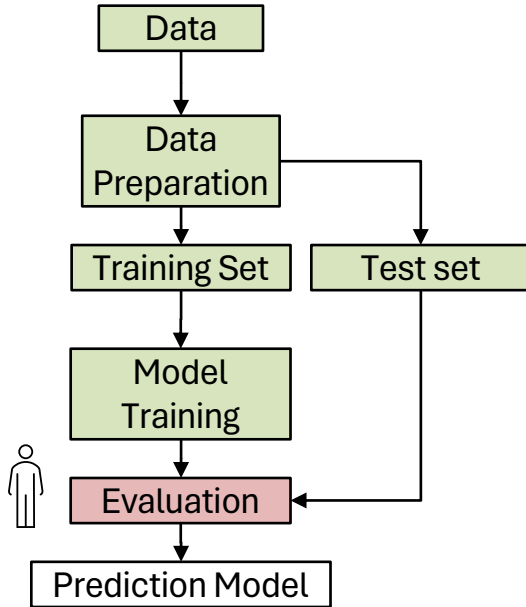 Data
Data
Preparation
Training Set
Test set
Model
Training
Evaluation
Prediction Model